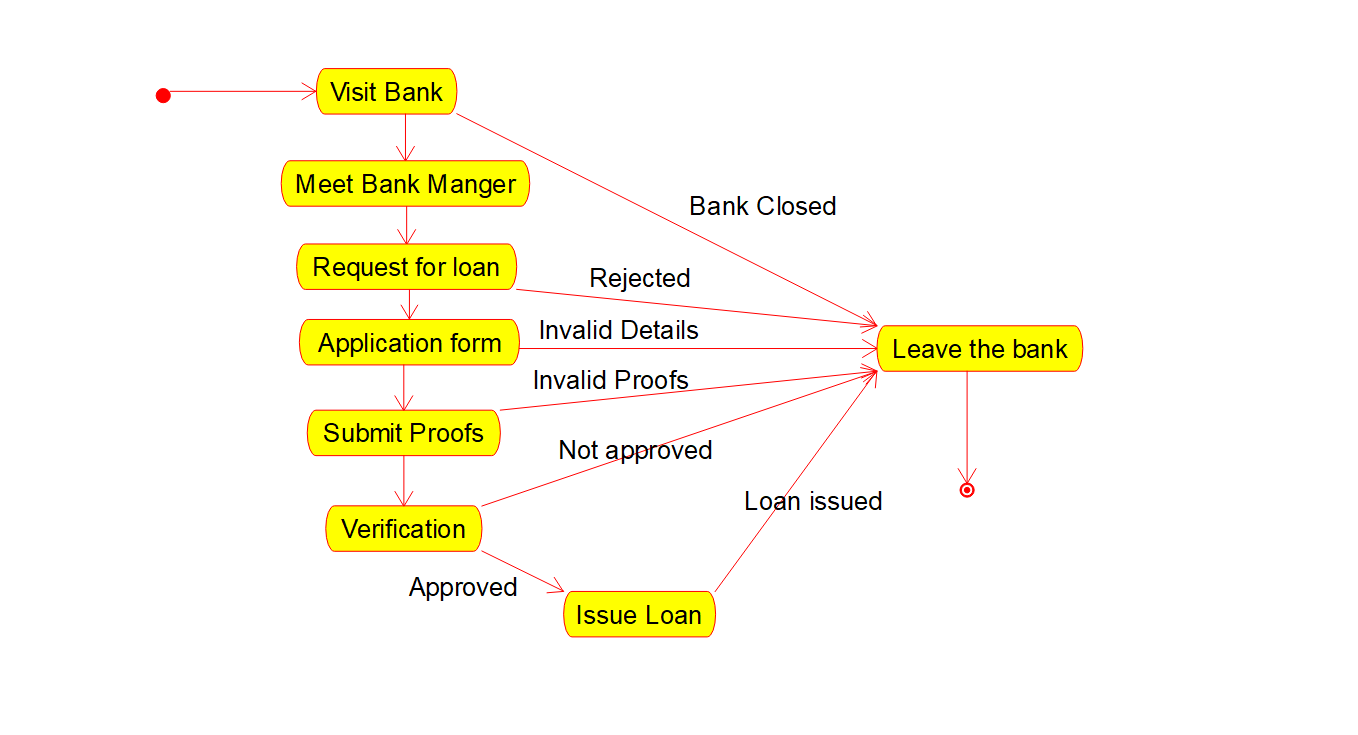 Visit Bank
Meet Bank Manger
Bank Closed
Request for loan
Rejected
Application form
Invalid Details
Leave the bank
Invalid Proofs
Submit Proofs
Not approved
Loan issued
Verification
Approved
Issue Loan